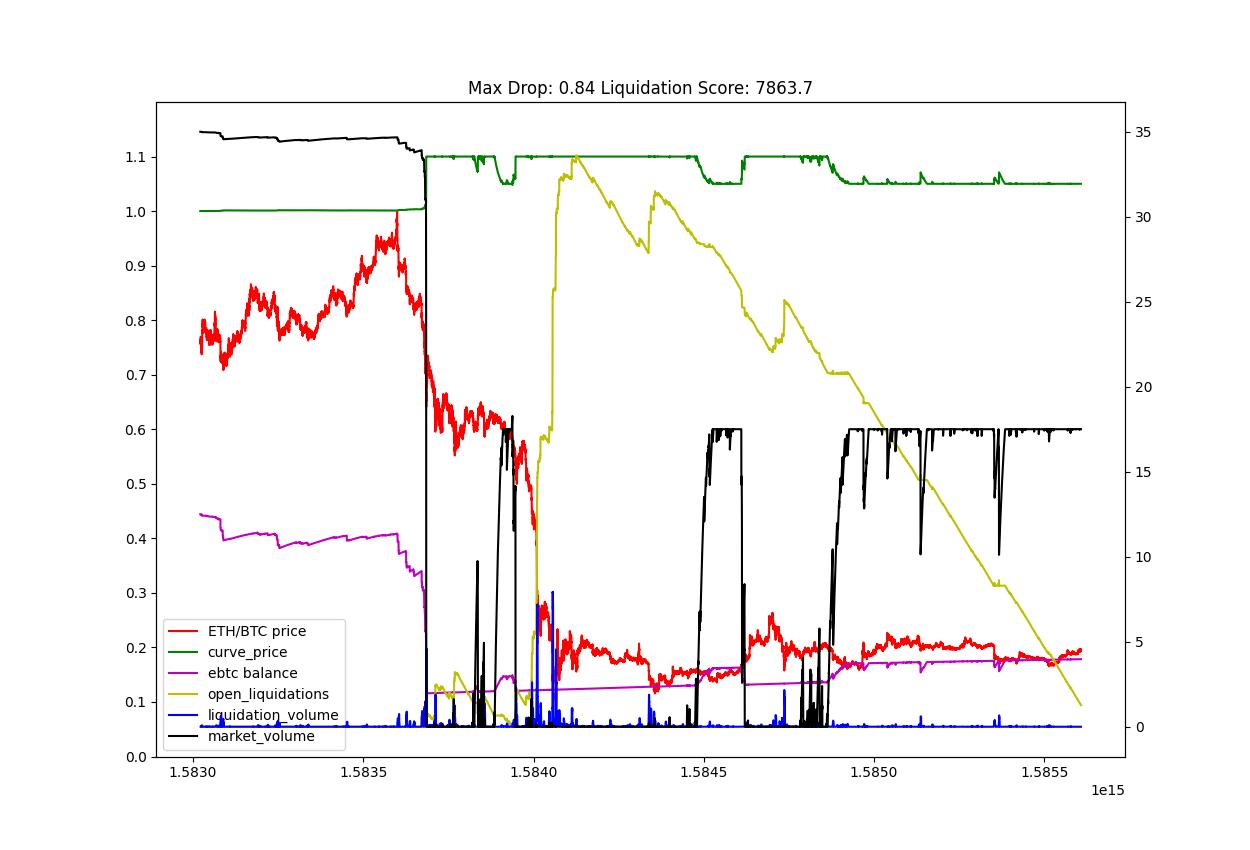 Max Drop: 0.84 Liquidation Score: 7863.7
1.1
1.0
0.9
0.8
0.7
0.6
0.5
0.4
0.3
0.2
0.1
0.0
35
30
25
20
15
10
5
0
ETH/BTC price
curve_price
ebtc balance
open_liquidations
liquidation_volume
market_volume
1.5830 1.5835 1.5840 1.5845 1.5850 1.5855
1e15